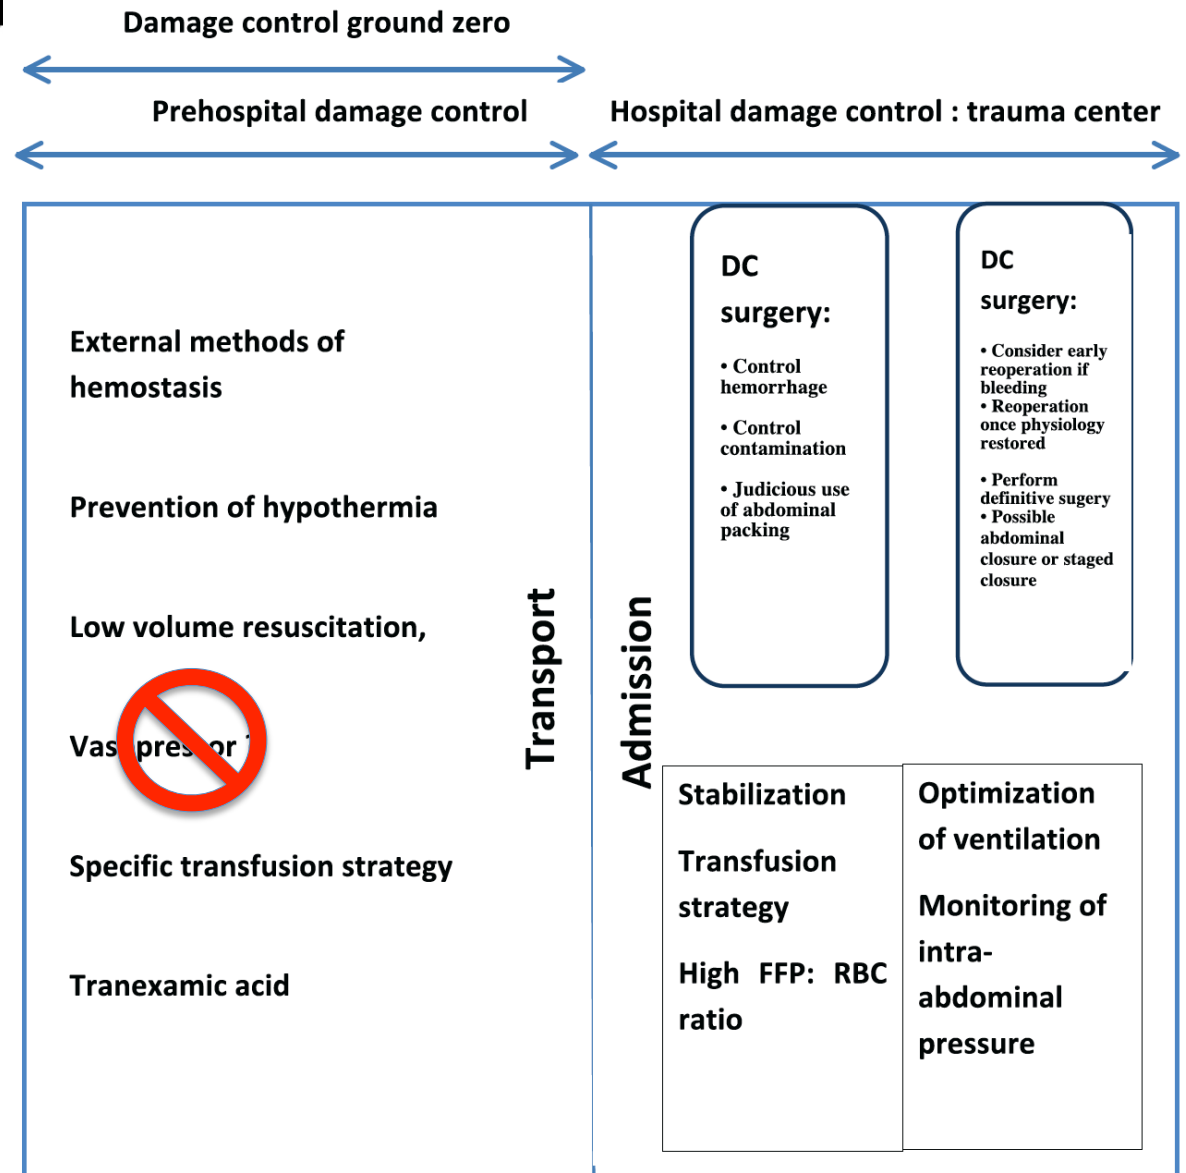 Damage control ground zero
Prehospital damage control
Hospital damage control : trauma center
External methods of
hemostasis
Prevention of hypothermia
Low volume resuscitation,
Specific transfusion strategy
Tranexamic acid
Transport
Admission
DC
surgery:
• Control
hemorrhage
• Control
contamination
• Judicious use
of abdominal
packing
DC
surgery:
• Consider early
reoperation if
bleeding
• Reoperation
once physiology
restored
• Perform
definitive sugery
• Possible
abdominal
closure or staged
closure
Stabilization
Transfusion
strategy
High FFP: RBC
ratio
Optimization
of ventilation
Monitoring of
intra-
abdominal
pressure